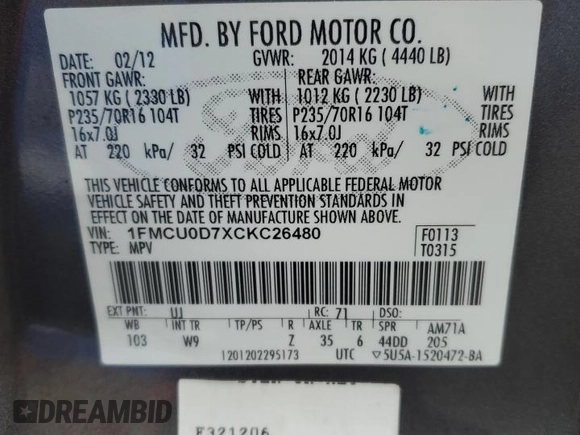 MFD. BY FORD MOTOR CO.
DATE: 02/12 GVWR: 2014 KG ( 4440 LB)
FRONT GAWR: REAR GAWR:
1057 KG ( 2330 LB) WITH 1012 KG ( 2230 LB) WITH
P235/70R16 104T TIRES P235/70R16 104T TIRES
16x7.0J RIMS 16x7.0J RIMS
AT 220 kPa/ 32 PSI COLD AT 220 kPa/ 32 PSI COLD
THIS VEHICLE CONFORMS TO ALL APPLICABLE FEDERAL MOTOR
VEHICLE SAFETY AND THEFT PREVENTION STANDARDS IN
EFFECT ON THE DATE OF MANUFACTURE SHOWN ABOVE.
VIN: 1FMCU0D7XCKC26480 F0113
TYPE: MPV T0315
EXT PNT: UJ RC: 71 DSO:
WB INT TR TP/PS R AXLE TR SPR AM71A
103 W9 Z 35 6 44DD 205
1201202295173 UTC 5U5A-1520472-BA
E321206
DREAMBID